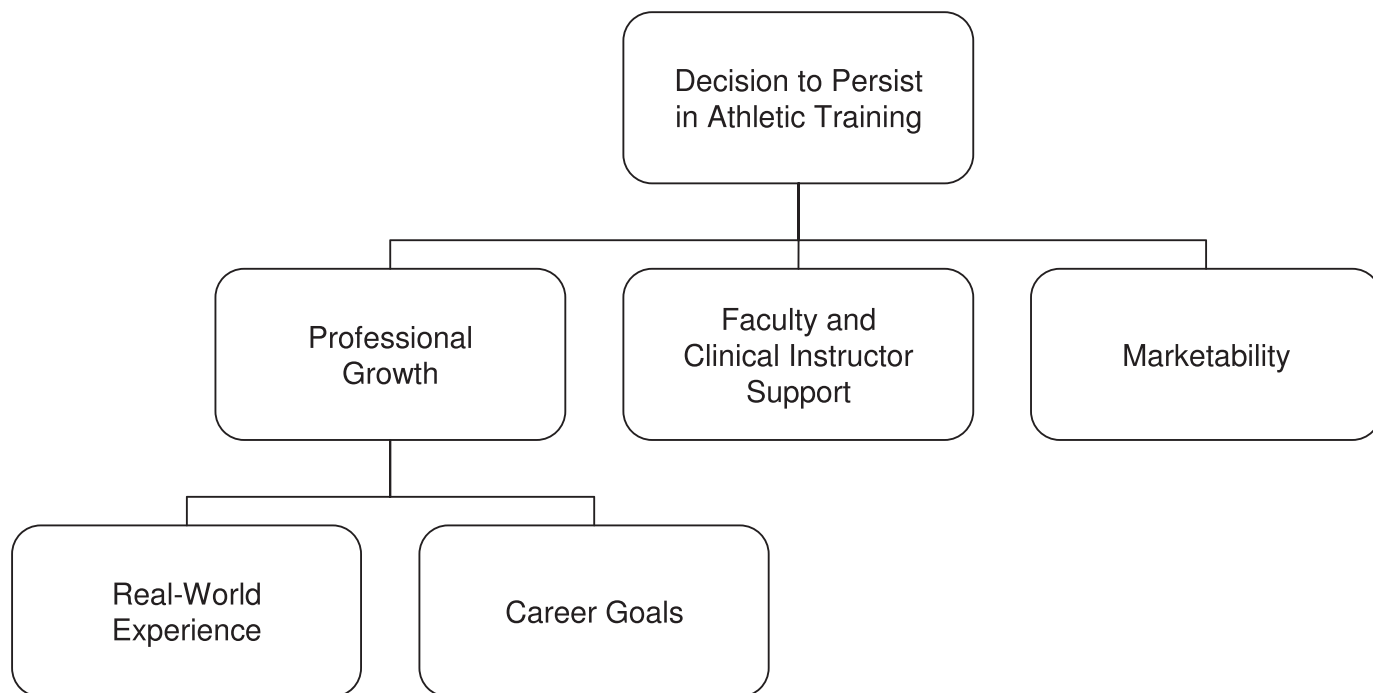 Decision to Persist
in Athletic Training
Professional
Growth
Faculty and
Clinical Instructor
Support
Marketability
Real-World
Experience
Career Goals